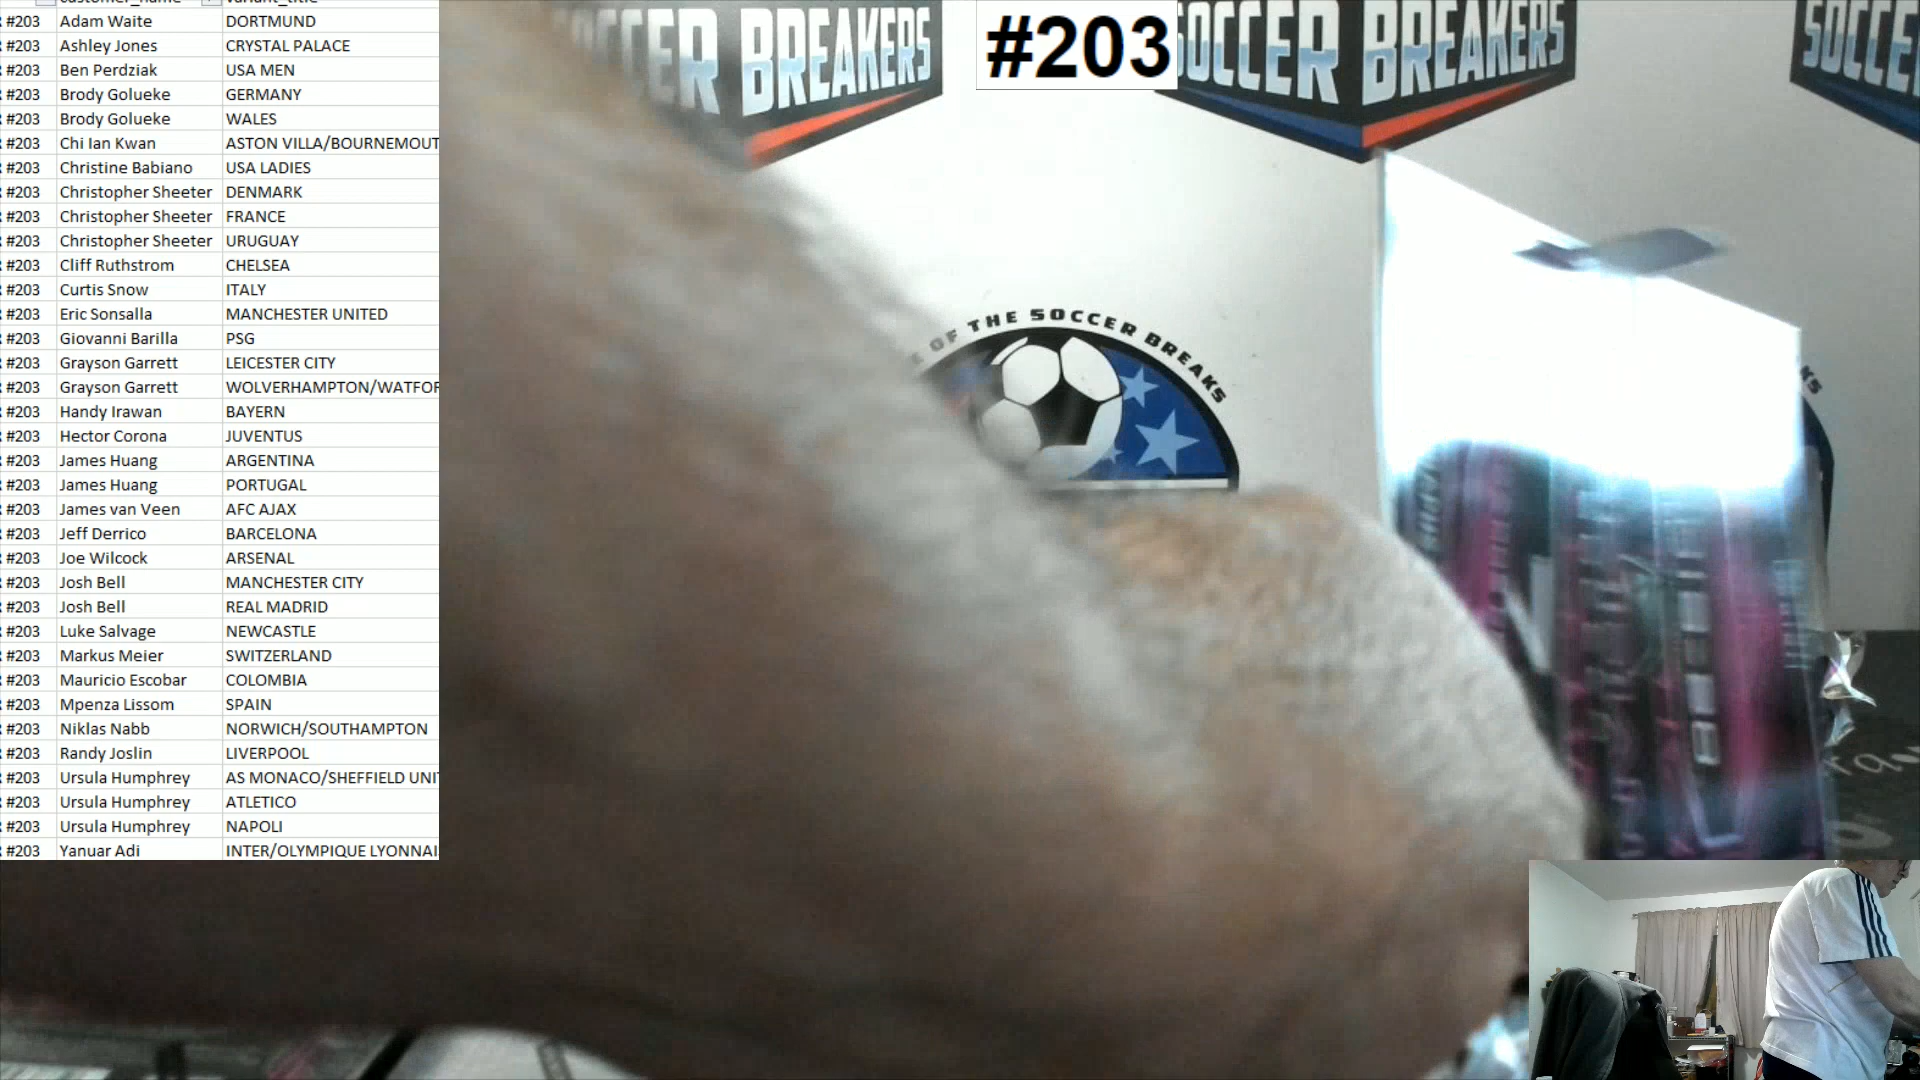 customer_name variant_title
#203 Adam Waite DORTMUND
#203 Ashley Jones CRYSTAL PALACE
#203 Ben Perdziak USA MEN
#203 Brody Golueke GERMANY
#203 Brody Golueke WALES
#203 Chi Ian Kwan ASTON VILLA/BOURNEMOUT
#203 Christine Babiano USA LADIES
#203 Christopher Sheeter DENMARK
#203 Christopher Sheeter FRANCE
#203 Christopher Sheeter URUGUAY
#203 Cliff Ruthstrom CHELSEA
#203 Curtis Snow ITALY
#203 Eric Sonsalla MANCHESTER UNITED
#203 Giovanni Barilla PSG
#203 Grayson Garrett LEICESTER CITY
#203 Grayson Garrett WOLVERHAMPTON/WATFOR
#203 Handy Irawan BAYERN
#203 Hector Corona JUVENTUS
#203 James Huang ARGENTINA
#203 James Huang PORTUGAL
#203 James van Veen AFC AJAX
#203 Jeff Derrico BARCELONA
#203 Joe Wilcock ARSENAL
#203 Josh Bell MANCHESTER CITY
#203 Josh Bell REAL MADRID
#203 Luke Salvage NEWCASTLE
#203 Markus Meier SWITZERLAND
#203 Mauricio Escobar COLOMBIA
#203 Mpenza Lissom SPAIN
#203 Niklas Nabb NORWICH/SOUTHAMPTON
#203 Randy Joslin LIVERPOOL
#203 Ursula Humphrey AS MONACO/SHEFFIELD UNI
#203 Ursula Humphrey ATLETICO
#203 Ursula Humphrey NAPOLI
#203 Yanuar Adi INTER/OLYMPIQUE LYONNAI
#203
CER BREAKERS
SOCCER BREAKERS
SOCCE
OF THE SOCCER BREAKS
KS